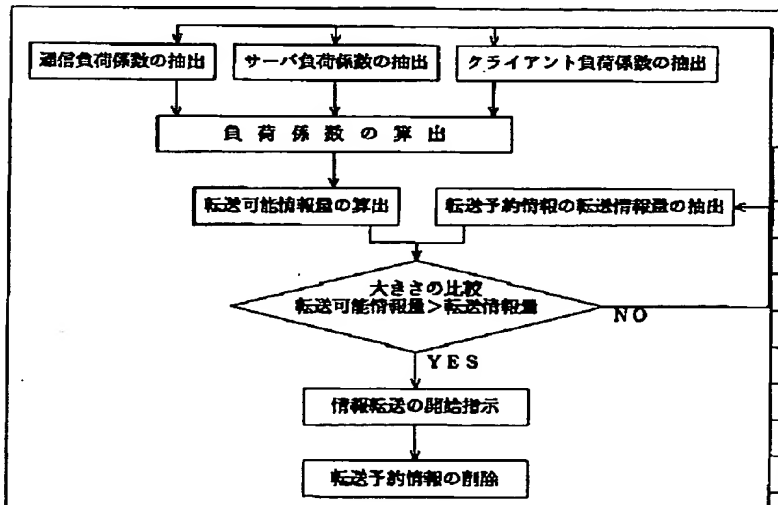 通信負荷係数の抽出
サーバ負荷係数の抽出
クライアント負荷係数の抽出
負荷係数の算出
転送可能情報量の算出
転送予約情報の転送情報量の抽出
大きさの比較
転送可能情報量>転送情報量
NO
YES
情報転送の開始指示
転送予約情報の削除